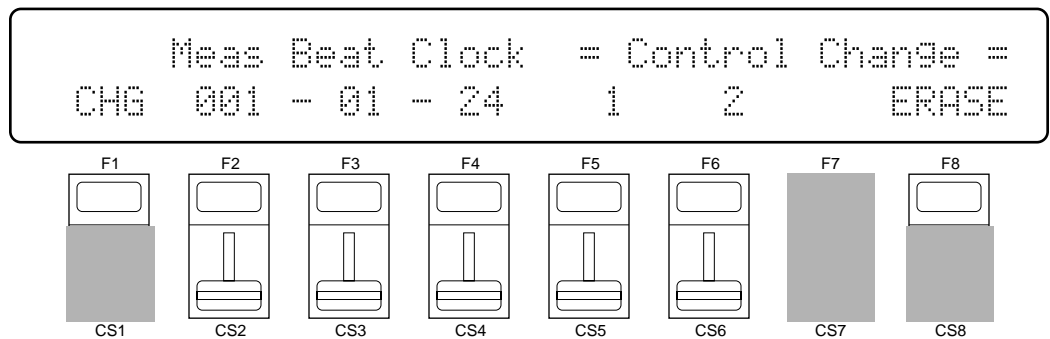 Meas Beat Clock = Control Change =
CHG 001 - 01 - 24 1 2 ERASE
F1 F2 F3 F4 F5 F6 F7 F8
CS1 CS2 CS3 CS4 CS5 CS6 CS7 CS8